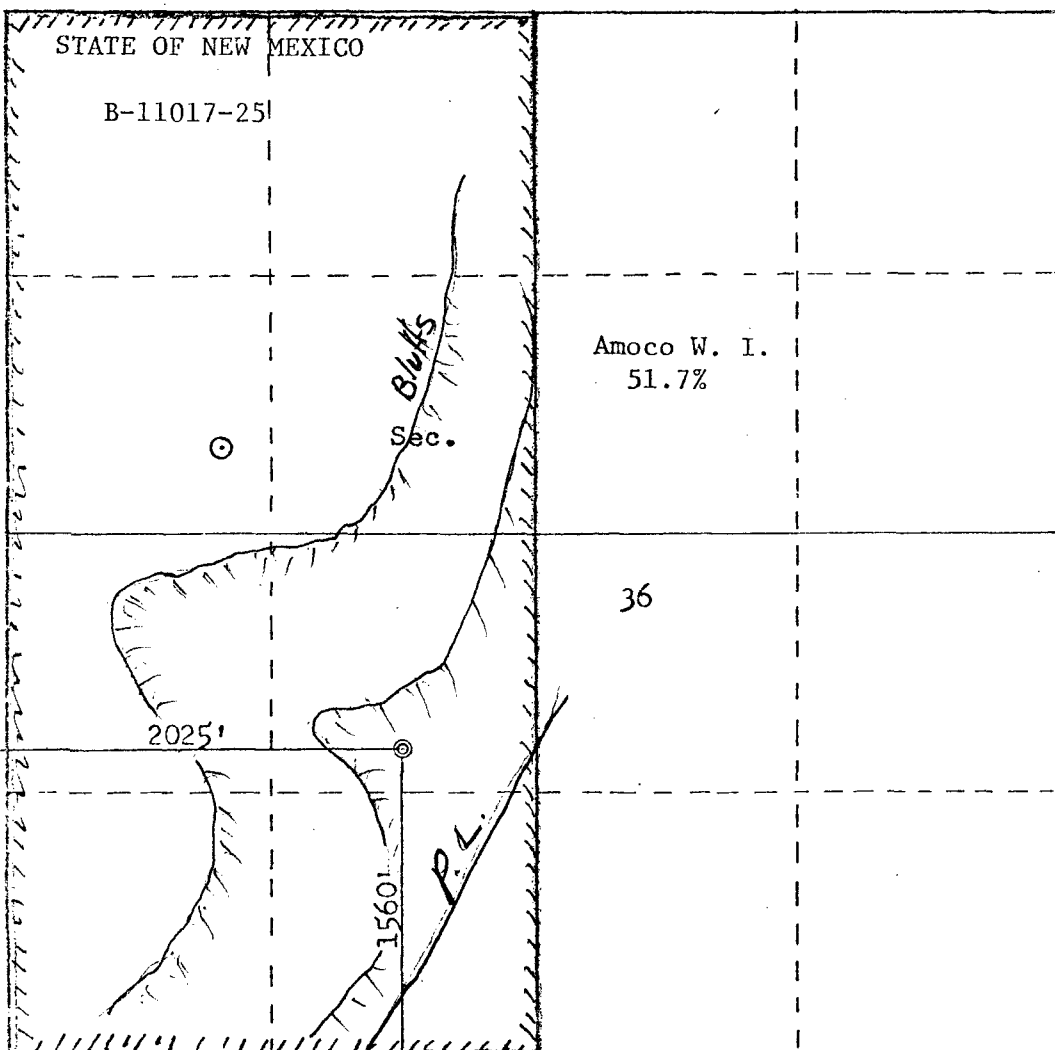 STATE OF NEW MEXICO
B-11017-25
Bluffs
Amoco W. I.
51.7%
Sec.
36
2025'
P. L.
1560'